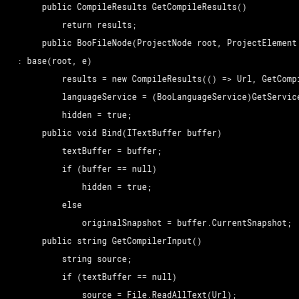 public CompileResults GetCompileResults()
return results;
public BooFileNode(ProjectNode root, ProjectElement
: base(root, e)
results = new CompileResults(() => Url, GetCompi
languageService = (BooLanguageService)GetService
hidden = true;
public void Bind(ITextBuffer buffer)
textBuffer = buffer;
if (buffer == null)
hidden = true;
else
originalSnapshot = buffer.CurrentSnapshot;
public string GetCompilerInput()
string source;
if (textBuffer == null)
source = File.ReadAllText(Url);